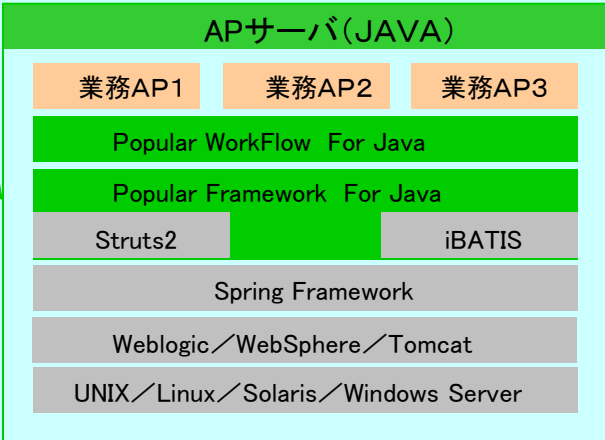 APサーバ(JAVA)
業務AP1 業務AP2 業務AP3
Popular WorkFlow For Java
Popular Framework For Java
Struts2 iBATIS
Spring Framework
Weblogic／WebSphere／Tomcat
UNIX／Linux／Solaris／Windows Server